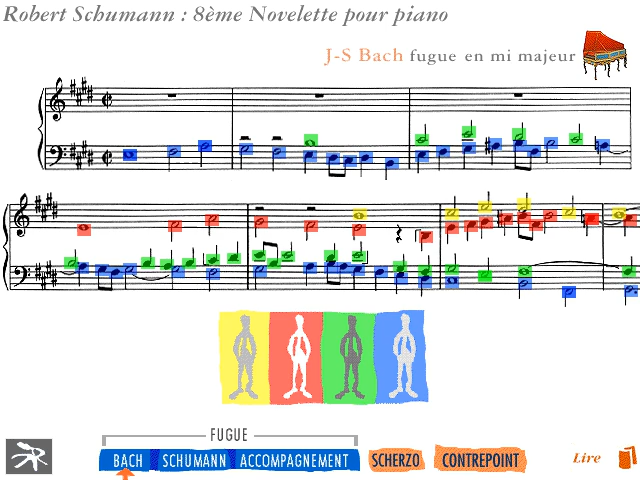 Robert Schumann : 8ème Novelette pour piano
J-S Bach fugue en mi majeur
FUGUE
BACH SCHUMANN ACCOMPAGNEMENT SCHERZO CONTREPOINT
Lire